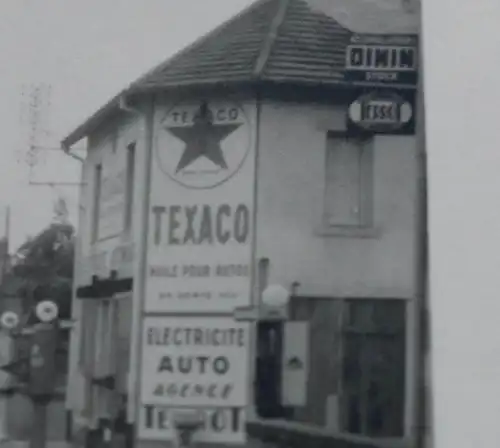 TEXACO
TEXACO
HUILE POUR AUTOS
ELECTRICITE
AUTO
AGENCE
DININ
STOCK
ESSO